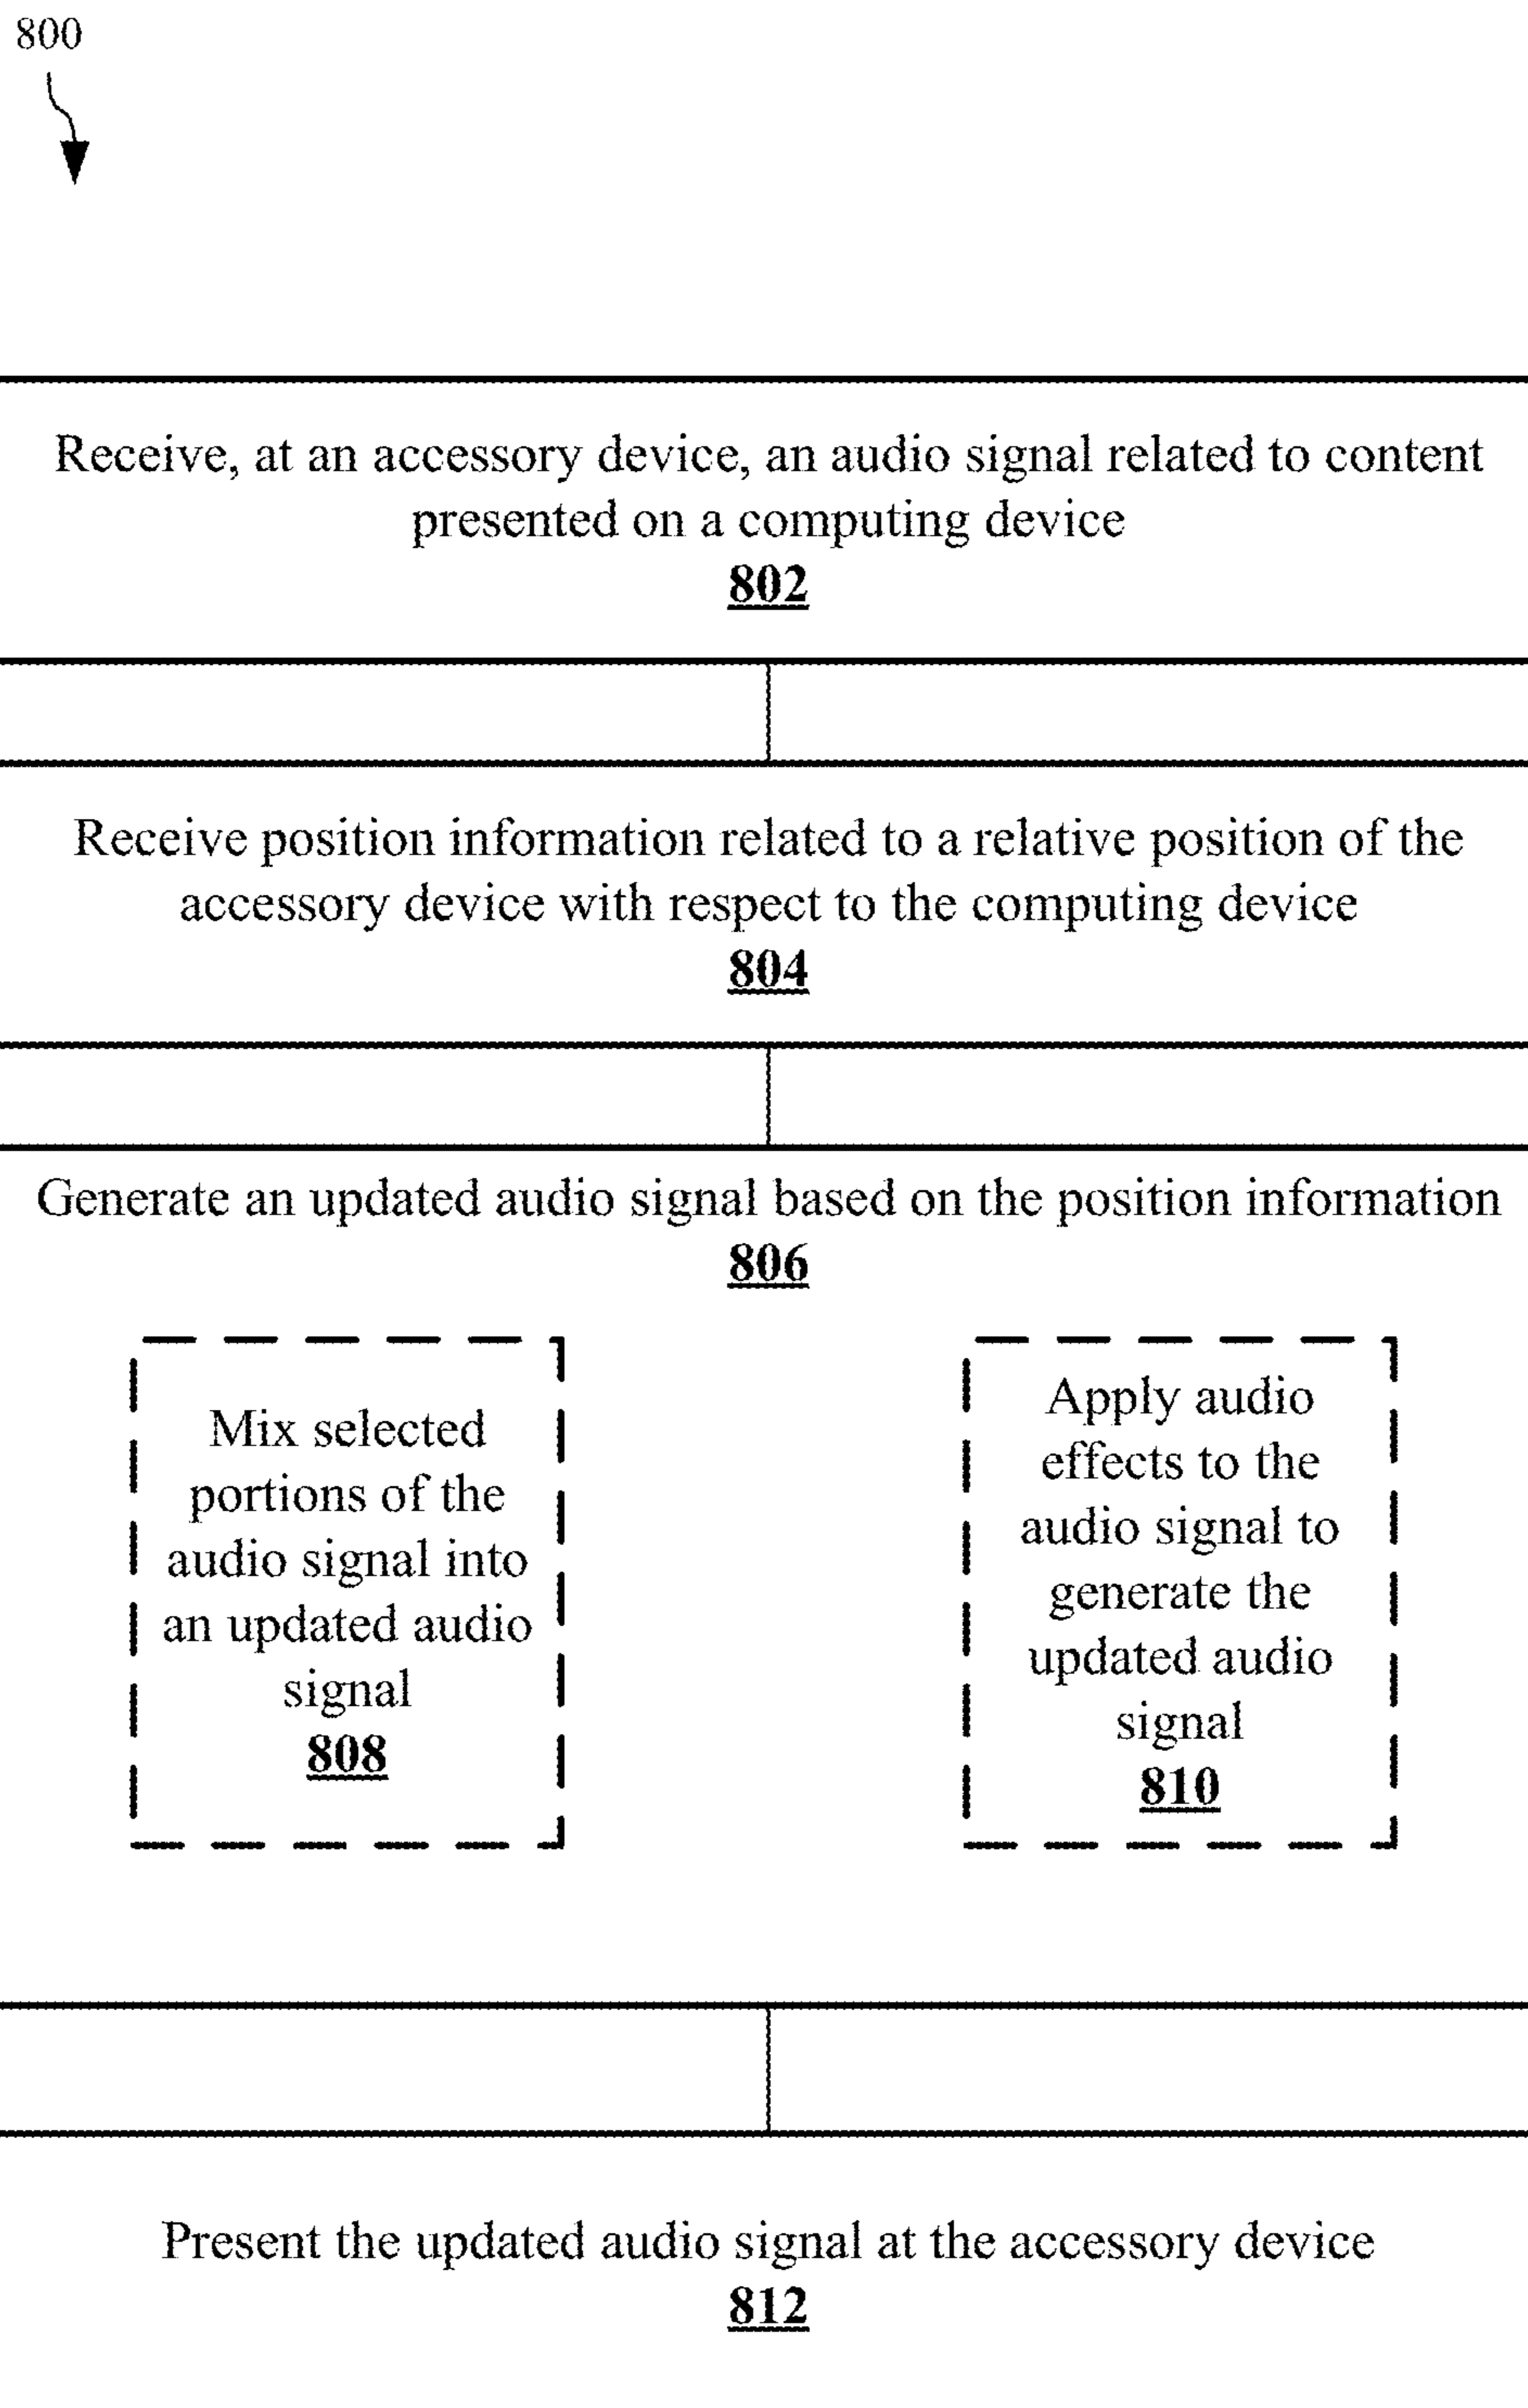 800
Receive, at an accessory device, an audio signal related to content
presented on a computing device
802
Receive position information related to a relative position of the
accessory device with respect to the computing device
804
Generate an updated audio signal based on the position information
806
Mix selected
portions of the
audio signal into
an updated audio
signal
808
Apply audio
effects to the
audio signal to
generate the
updated audio
signal
810
Present the updated audio signal at the accessory device
812